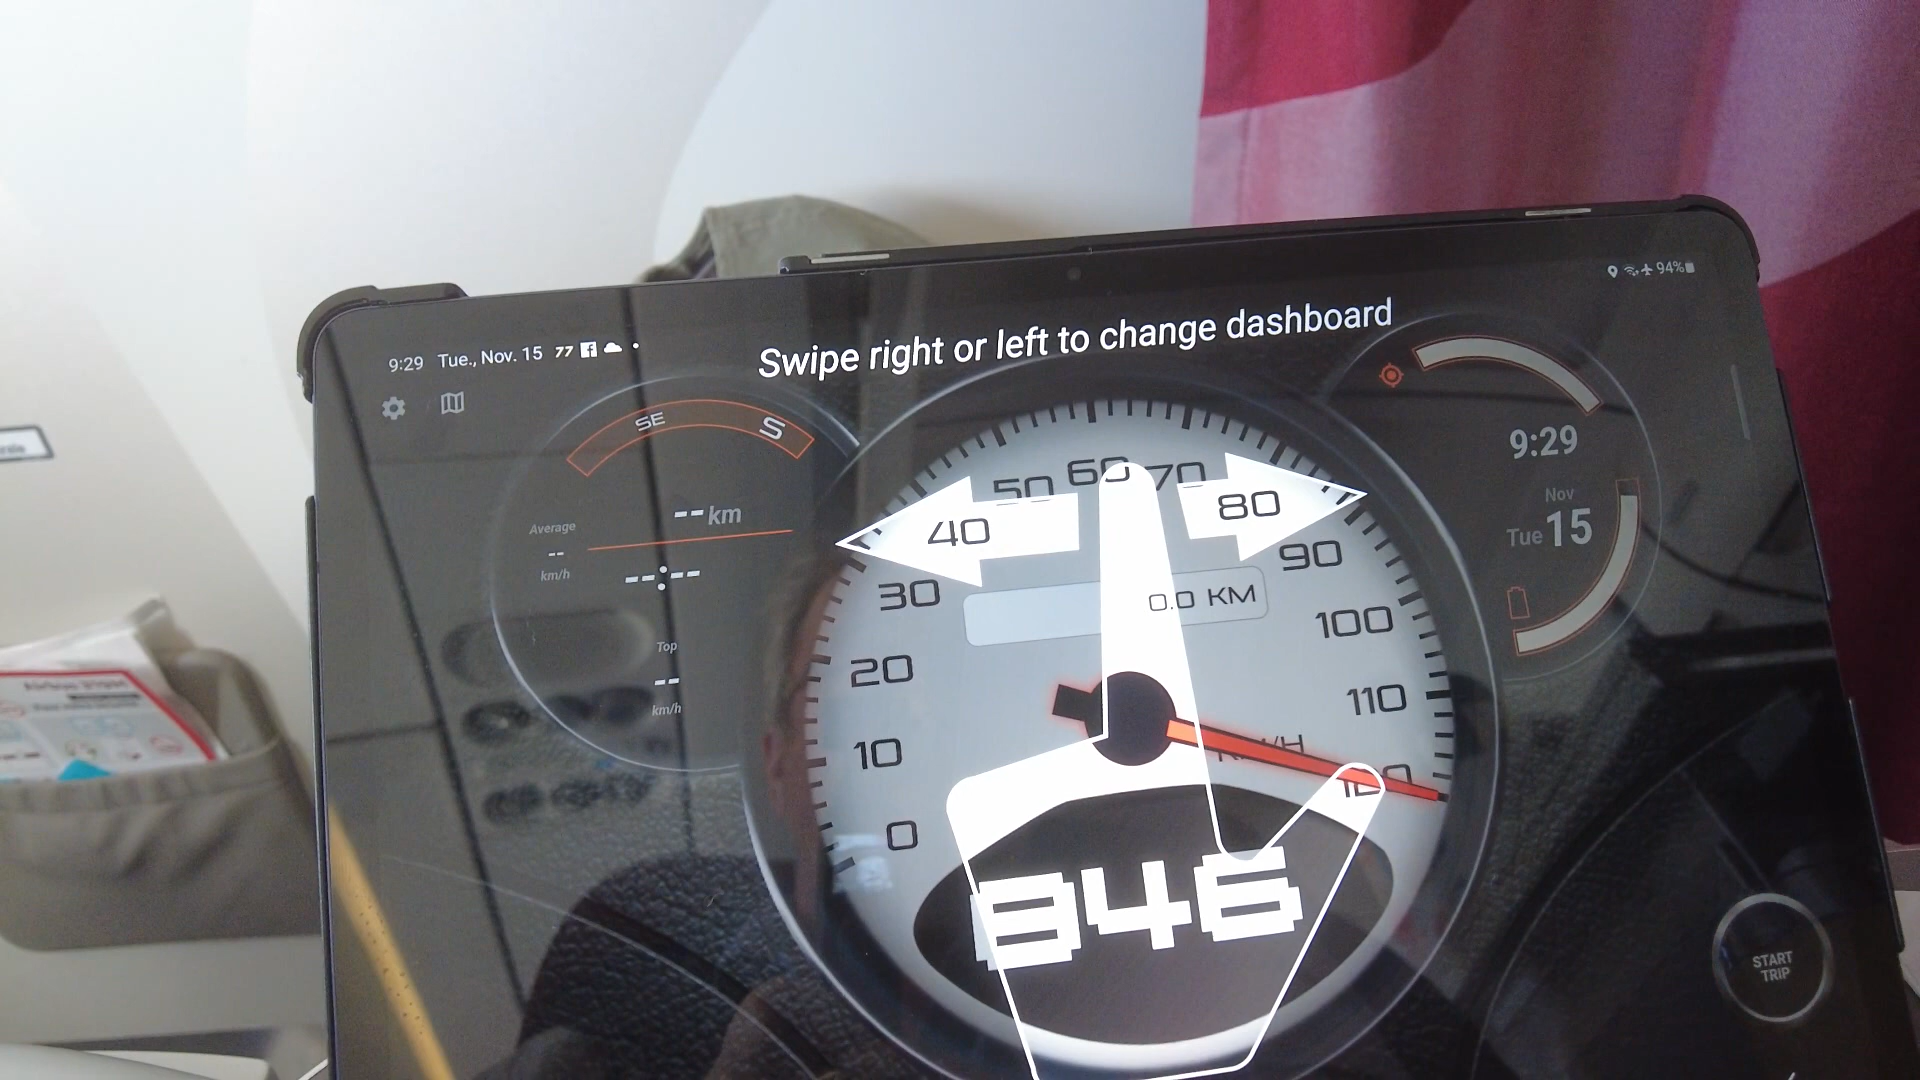 9:29 Tue., Nov. 15 77
94%
Swipe right or left to change dashboard
SE S
--km
Average
--
km/h
--:--
Top
--
km/h
0
10
20
30
40
50
60
70
80
90
100
110
0.0 KM
946
9:29
Nov
Tue 15
START
TRIP